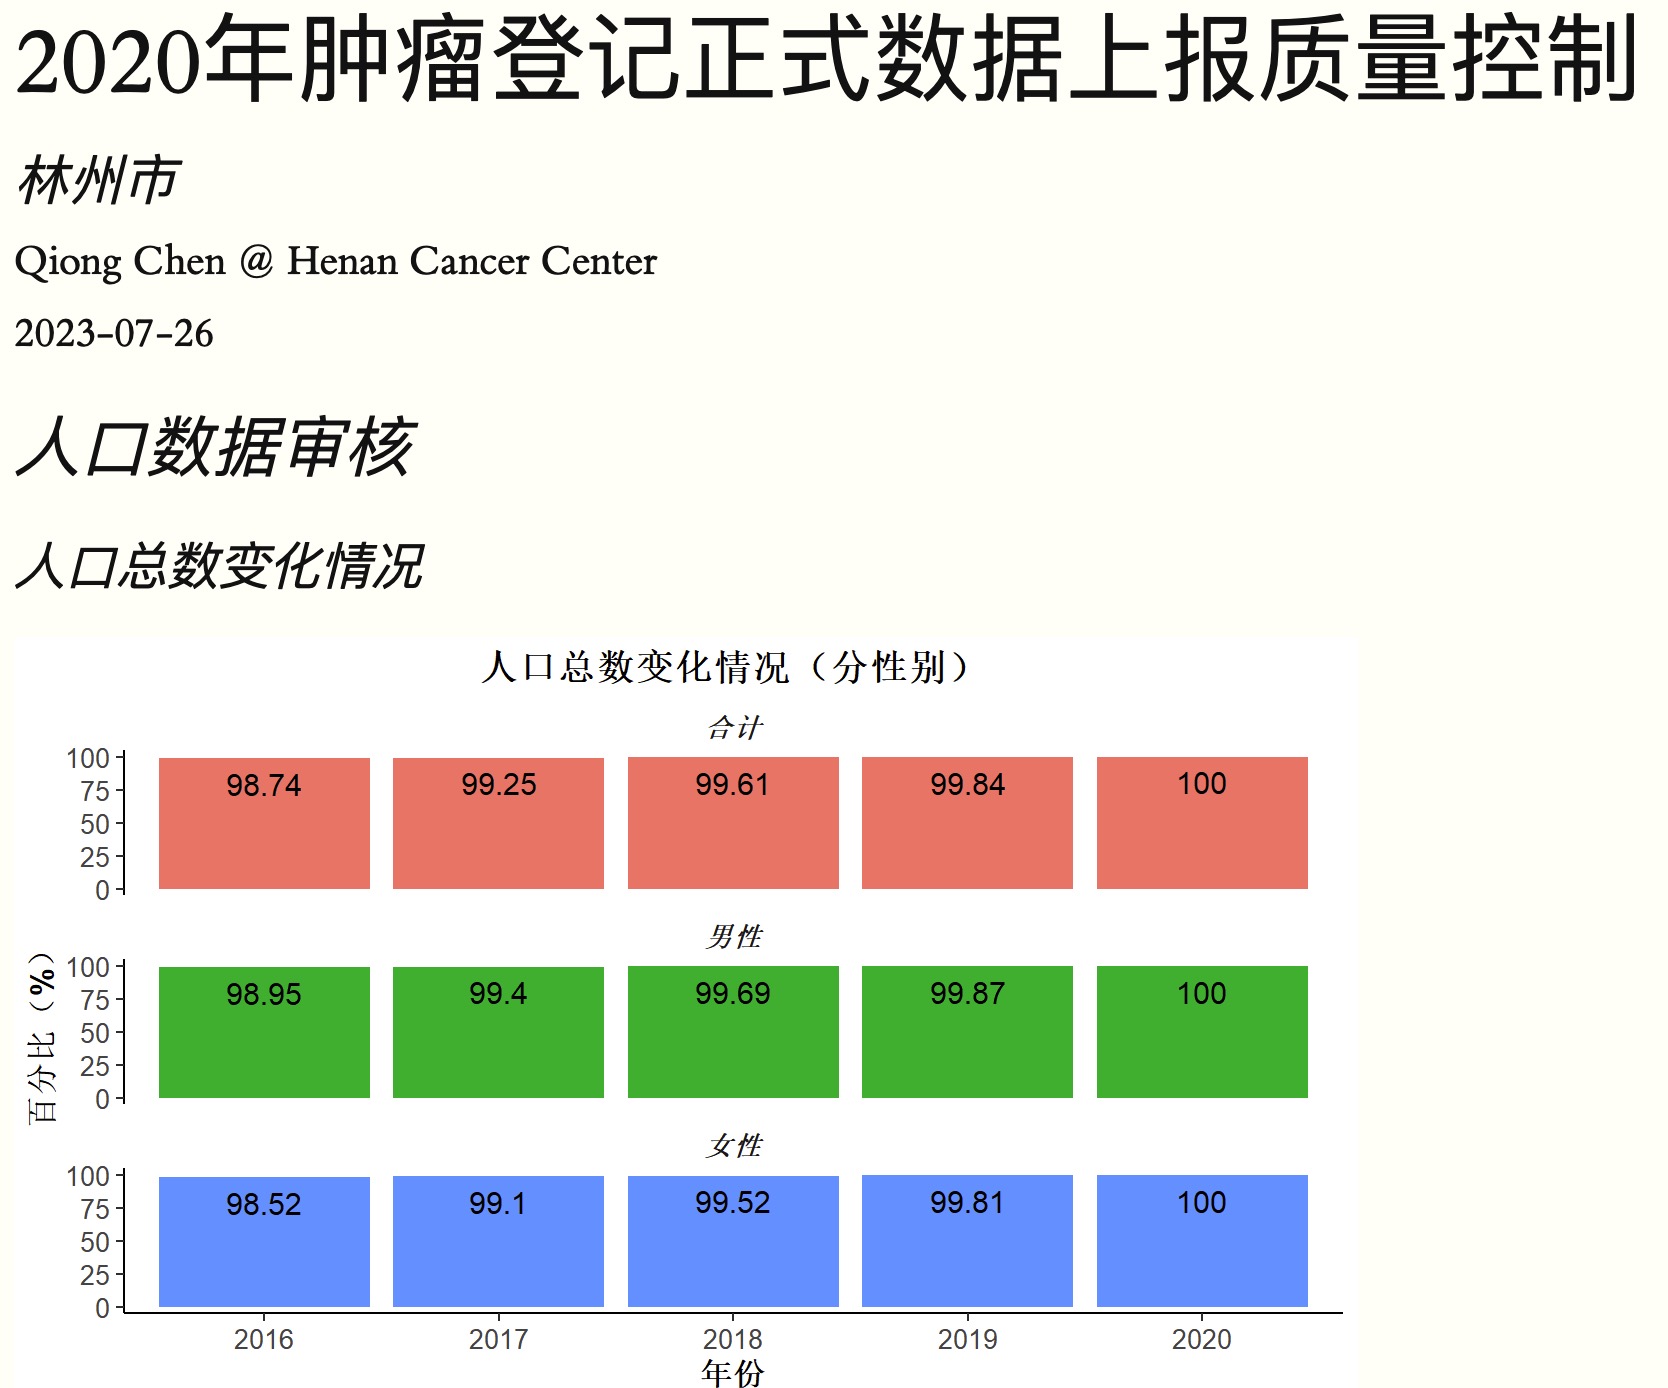 2020年肿瘤登记正式数据上报质量控制
林州市
Qiong Chen @ Henan Cancer Center
2023-07-26
人口数据审核
人口总数变化情况
人口总数变化情况（分性别）
合计
100
75
50
25
0
98.74 99.25 99.61 99.84 100
男性
100
75
50
25
0
98.95 99.4 99.69 99.87 100
百分比（%）
女性
100
75
50
25
0
98.52 99.1 99.52 99.81 100
2016 2017 2018 2019 2020
年份